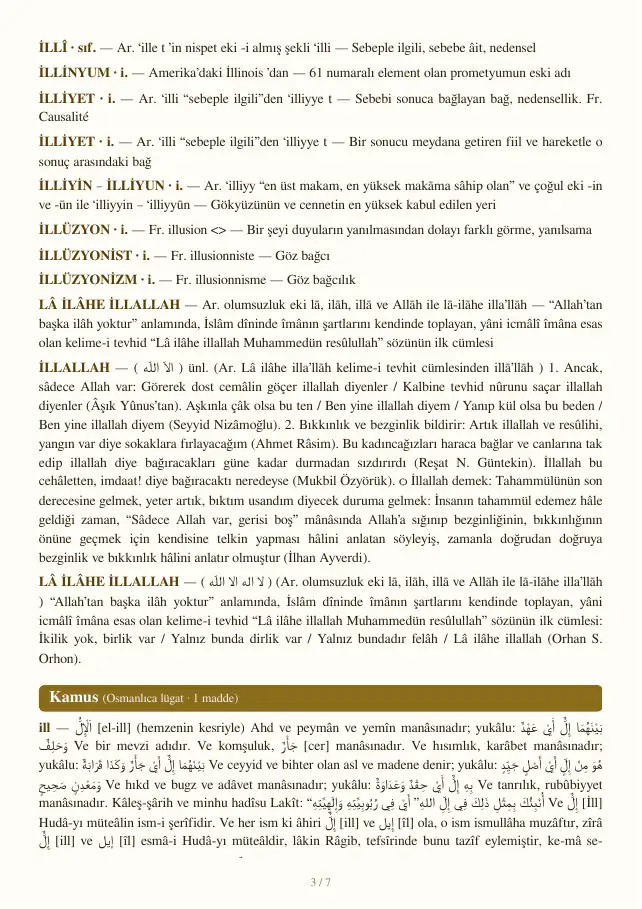 İLLÎ · sıf. — Ar. ‘ille t ’in nispet eki -i almış şekli ‘illi — Sebeple ilgili, sebebe âit, nedensel
İLLİNYUM · i. — Amerika’daki İllinois ’dan — 61 numaralı element olan prometyumun eski adı
İLLİYET · i. — Ar. ‘illi “sebeple ilgili”den ‘illiyye t — Sebebi sonuca bağlayan bağ, nedensellik. Fr.
Causalité
İLLİYET · i. — Ar. ‘illi “sebeple ilgili”den ‘illiyye t — Bir sonucu meydana getiren fiil ve hareketle o
sonuç arasındaki bağ
İLLİYİN – İLLİYUN · i. — Ar. ‘illiyy “en üst makam, en yüksek makāma sâhip olan” ve çoğul eki -in
ve -ūn ile ‘illiyyin – ‘illiyyūn — Gökyüzünün ve cennetin en yüksek kabul edilen yeri
İLLÜZYON · i. — Fr. illusion <> — Bir şeyi duyuların yanılmasından dolayı farklı görme, yanılsama
İLLÜZYONİST · i. — Fr. illusionniste — Göz bağcı
İLLÜZYONİZM · i. — Fr. illusionnisme — Göz bağcılık
LÂ İLÂHE İLLALLAH — Ar. olumsuzluk eki lā, ilāh, illā ve Allāh ile lā-ilāhe illa’llāh — “Allah’tan
başka ilâh yoktur” anlamında, İslâm dîninde îmânın şartlarını kendinde toplayan, yâni icmâlî îmâna esas
olan kelime-i tevhid “Lâ ilâhe illallah Muhammedün resûlullah” sözünün ilk cümlesi
İLLALLAH — ( الاّ اللّه ) ünl. (Ar. Lâ ilâhe illa’llāh kelime-i tevhit cümlesinden illā’llāh ) 1. Ancak,
sâdece Allah var: Görerek dost cemâlin göçer illallah diyenler / Kalbine tevhid nûrunu saçar illallah
diyenler (Âşık Yûnus’tan). Aşkınla çâk olsa bu ten / Ben yine illallah diyem / Yanıp kül olsa bu beden /
Ben yine illallah diyem (Seyyid Nizamoğlu). 2. Bıkkınlık ve bezginlik bildirir: Artık illallah ve resûlihi,
yangın var diye sokaklara fırlayacağım (Ahmet Râsim). Bu kadıncağızları haraca bağlar ve canlarına tak
edip illallah diye bağıracakları güne kadar durmadan sızdırırdı (Reşat N. Güntekin). İllallah bu
cehâletten, imdaat! diye bağıracaktı neredeyse (Mukbil Özyörük). ѻ İllallah demek: Tahammülünün son
derecesine gelmek, yeter artık, bıktım usandım diyecek duruma gelmek: İnsanın tahammül edemez hâle
geldiği zaman, “Sâdece Allah var, gerisi boş” mânâsında Allah’a sığınıp bezginliğinin, bıkkınlığının
önüne geçmek için kendisine telkin yapması hâlini anlatan söyleyiş, zamanla doğrudan doğruya
bezginlik ve bıkkınlık hâlini anlatır olmuştur (İlhan Ayverdi).
LÂ İLÂHE İLLALLAH — ( لا اله الا اللّه ) (Ar. olumsuzluk eki lā, ilāh, illā ve Allāh ile lā-ilāhe illa’llāh
) “Allah’tan başka ilâh yoktur” anlamında, İslâm dîninde îmânın şartlarını kendinde toplayan, yâni
icmâlî îmâna esas olan kelime-i tevhid “Lâ ilâhe illallah Muhammedün resûlullah” sözünün ilk cümlesi:
İkilik yok, birlik var / Yalnız bunda dirlik var / Yalnız bundadır felâh / Lâ ilâhe illallah (Orhan S.
Orhon).
Kamus (Osmanlıca lügat · 1 madde)
ill — اَلْإِلُّ [el-ill] (hemzenin kesriyle) Ahd ve peymân ve yemîn manâsınadır; yukâlu: بَيْنَهُمَا إِلٌّ أَيْ عَهْدٌ
وَحَلِفٌ Ve bir mevzi adıdır. Ve komşuluk, جَأَرٌ [cer] manâsınadır. Ve hısımlık, karâbet manâsınadır;
yukâlu: بَيْنَهُمَا إِلٌّ أَيْ جَأَرٌ وَكَذَا قَرَابَةٌ Ve ceyyid ve bihter olan asl ve madene denir; yukâlu: هُوَ مِنْ إِلٍّ أَيْ أَصْلٍ جَيِّدٍ
وَمَعْدِنٍ صَحِيحٍ Ve hıkd ve bugz ve adâvet manâsınadır; yukâlu: بِهِ إِلٌّ أَيْ حِقْدٌ وَعَدَاوَةٌ Ve tanrılık, rubûbiyyet
manâsınadır. Kâleş-şârih ve minhu hadîsu Lakît: “أُنَبِّئُكَ بِمِثْلِ ذَلِكَ فِي إِلِّ اللهِ” أَيْ فِي رُبُوبِيَّتِهِ وَإِلَهِيَّتِهِ Ve إِلٌّ [İll]
Hudâ-yı müteâlin ism-i şerîfidir. Ve her ism ki âhiri إِلٌّ [ill] ve إِيل [îl] ola, o ism ismullâha muzâftır, zîrâ
إِلٌّ [ill] ve إِيل [îl] esmâ-i Hudâ-yı müteâldir, lâkin Râgib, tefsîrinde bunu tazîf eylemiştir, ke-mâ se-
3 / 7